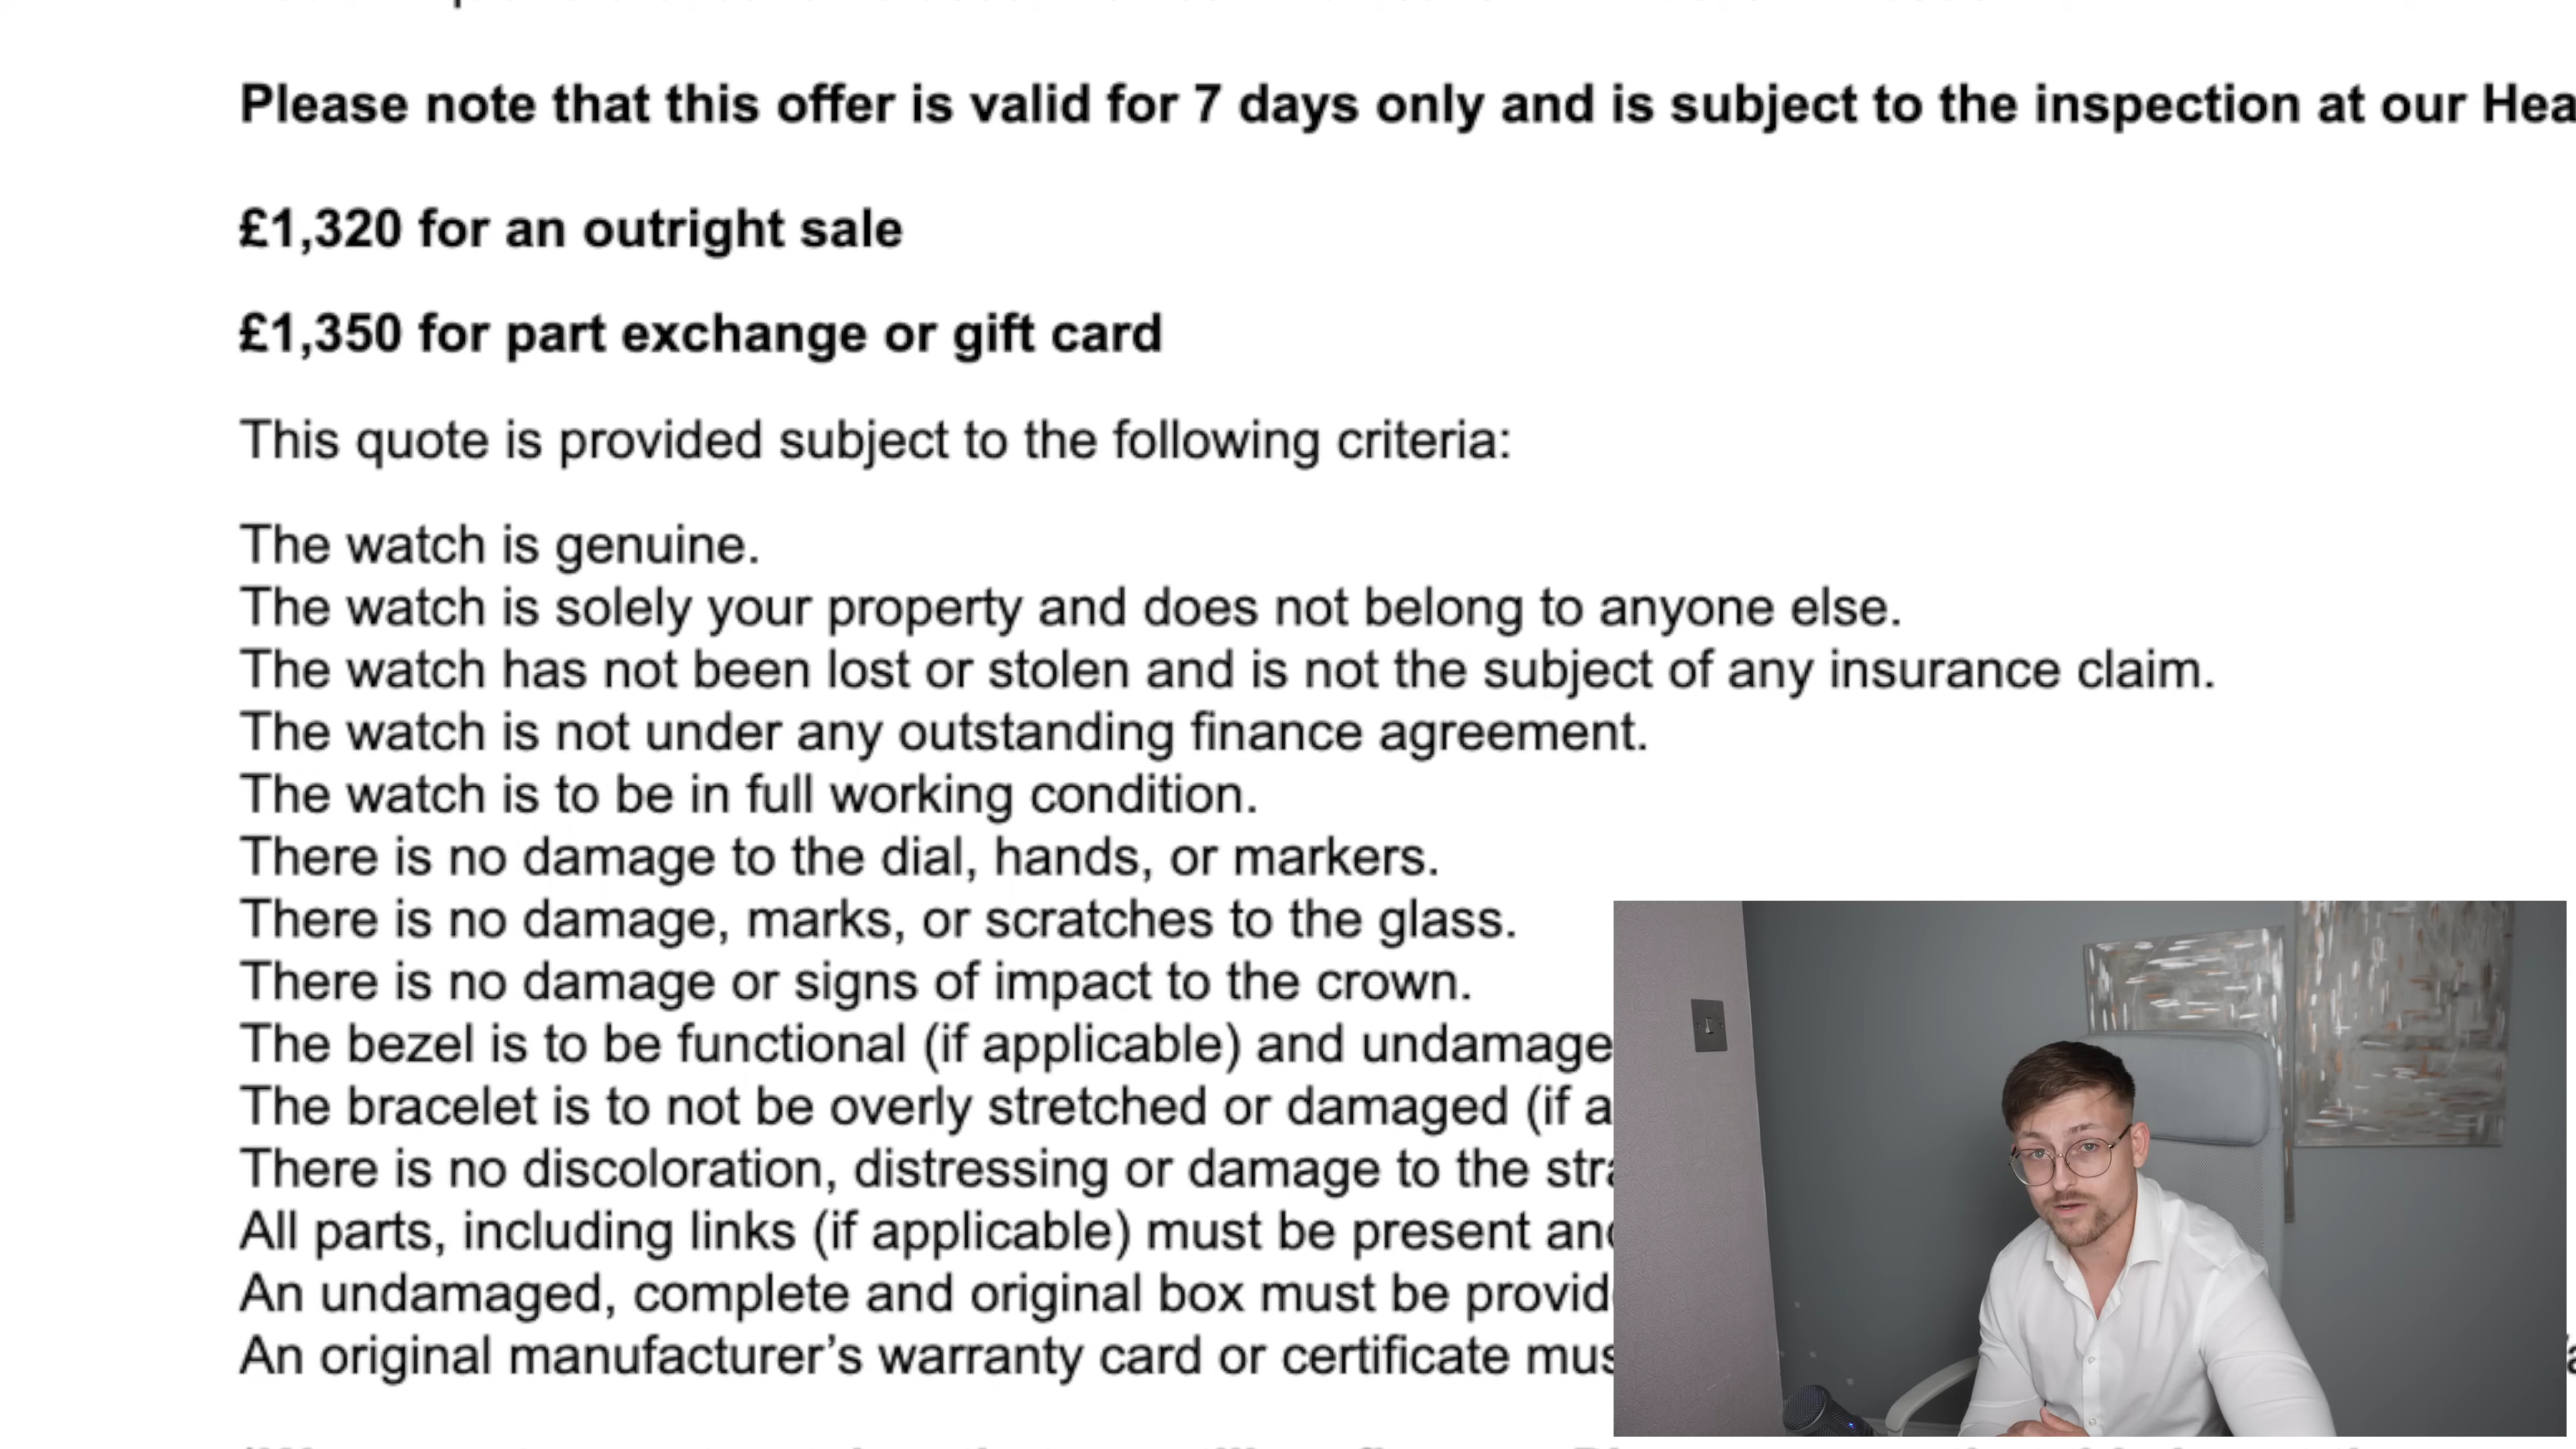 Please note that this offer is valid for 7 days only and is subject to the inspection at our
£1,320 for an outright sale
£1,350 for part exchange or gift card
This quote is provided subject to the following criteria:
The watch is genuine.
The watch is solely your property and does not belong to anyone else.
The watch has not been lost or stolen and is not the subject of any insurance claim.
The watch is not under any outstanding finance agreement.
The watch is to be in full working condition.
There is no damage to the dial, hands, or markers.
There is no damage, marks, or scratches to the glass.
There is no damage or signs of impact to the crown.
The bezel is to be functional (if applicable) and
The bracelet is to not be overly stretched or damaged (if
There is no discoloration, distressing or damage to the
All parts, including links (if applicable) must be present
An undamaged, complete and original box must be
An original manufacturer’s warranty card or certificate